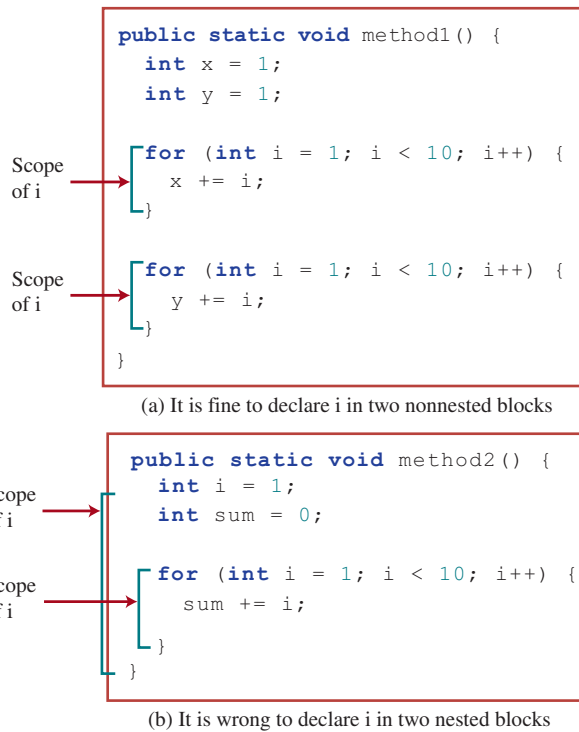 public static void method1() {
int x = 1;
int y = 1;
for (int i = 1; i < 10; i++) {
Scope
of i
x += i;
}
for (int i = 1; i < 10; i++) {
Scope
of i
y += i;
}
}
(a) It is fine to declare i in two nonnested blocks
public static void method2() {
int i = 1;
cope
f i
int sum = 0;
for (int i = 1; i < 10; i++) {
cope
f i
sum += i;
}
}
(b) It is wrong to declare i in two nested blocks